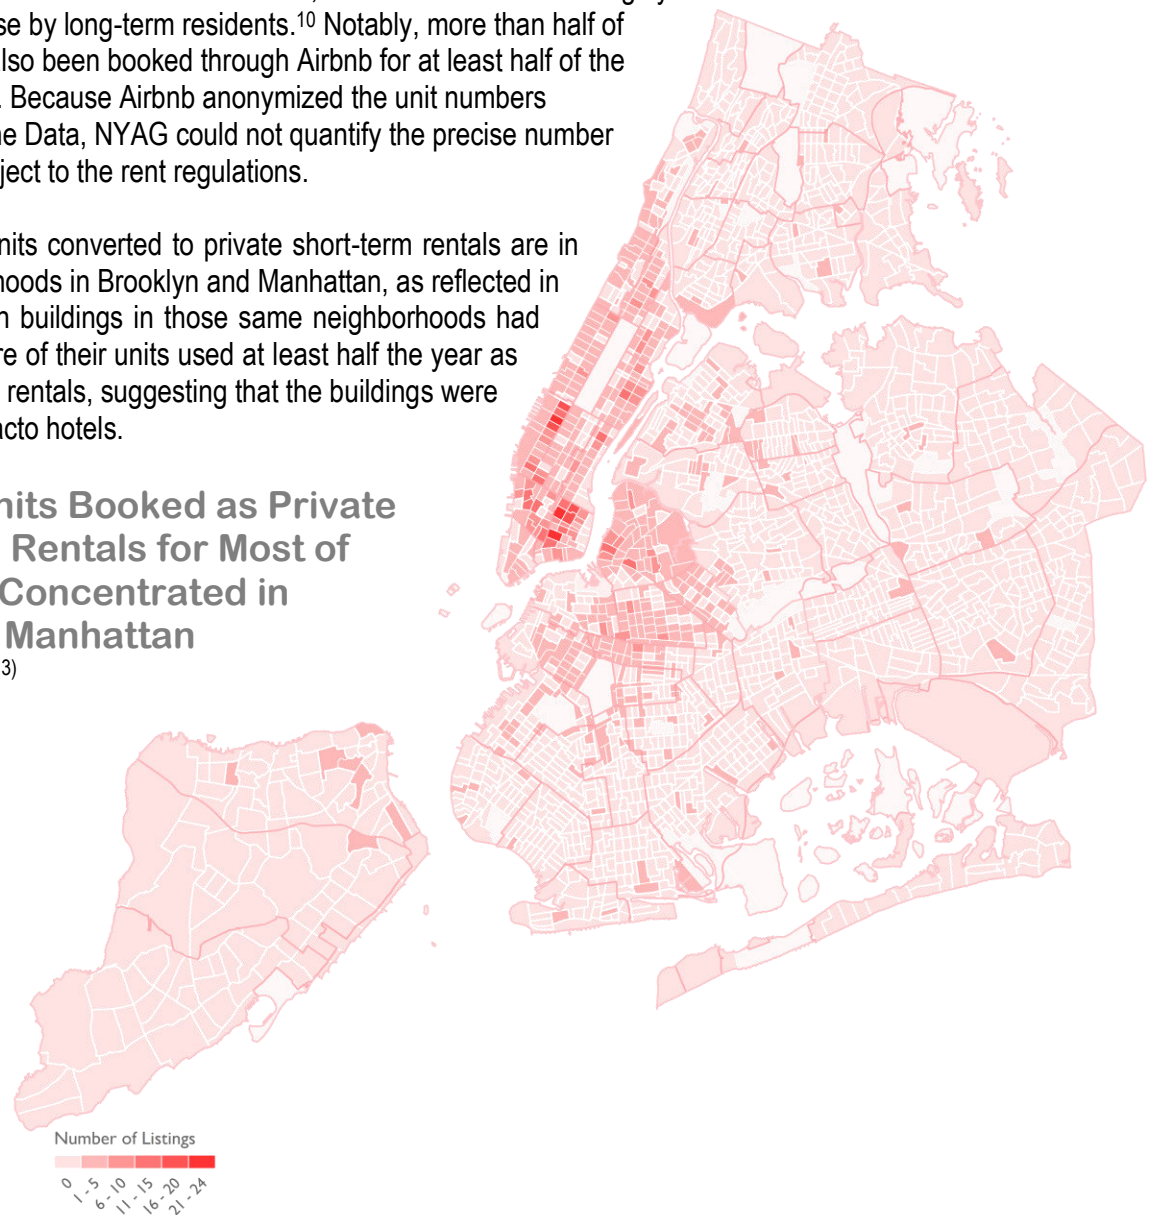 se by long-term residents.10 Notably, more than half of
lso been booked through Airbnb for at least half of the
. Because Airbnb anonymized the unit numbers
ne Data, NYAG could not quantify the precise number
ject to the rent regulations.
nits converted to private short-term rentals are in
hoods in Brooklyn and Manhattan, as reflected in
n buildings in those same neighborhoods had
re of their units used at least half the year as
rentals, suggesting that the buildings were
acto hotels.
nits Booked as Private
Rentals for Most of
Concentrated in
Manhattan
3)
Number of Listings
0
1 - 5
6 - 10
11 - 15
16 - 20
21 - 24